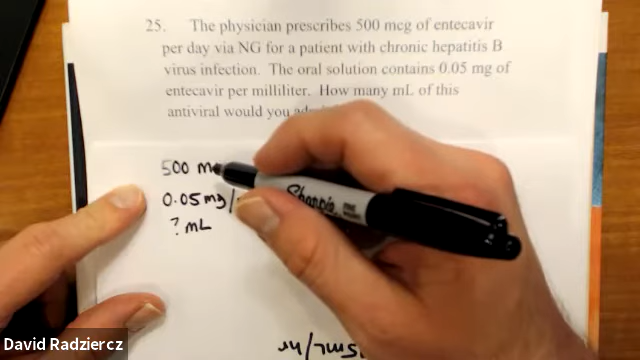 25. The physician prescribes 500 mcg of entecavir
per day via NG for a patient with chronic hepatitis B
virus infection. The oral solution contains 0.05 mg of
entecavir per milliliter. How many mL of this
antiviral would you
500
0.05 mg/
? mL
Sharpie
David Radziercz